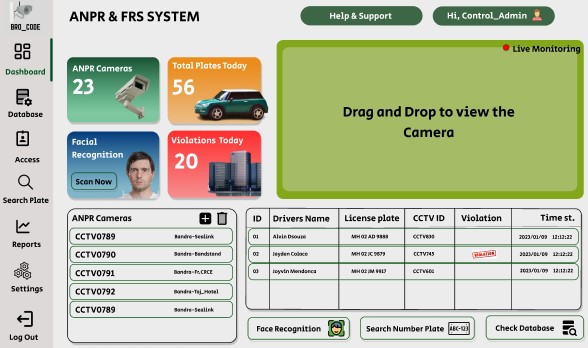 BRO_CODE
Dashboard
Database
Access
Search Plate
Reports
Settings
Log Out
ANPR & FRS SYSTEM
Help & Support
Hi, Control_Admin
ANPR Cameras
23
Total Plates Today
56
Facial
Recognition
Scan Now
Violations Today
20
Live Monitoring
Drag and Drop to view the
Camera
ANPR Cameras
CCTV0789 Bandra-Sealink
CCTV0790 Bandra-Bandstand
CCTV0791 Bandra-Fr.CRCE
CCTV0792 Bandra-Taj_Hotel
CCTV0789 Bandra-Sealink
ID Drivers Name License plate CCTV ID Violation Time st.
01 Alvin Dsouza MH 02 AD 9888 CCTV830 2023/01/09 12:12:22
02 Jayden Colaco MH 02 JC 9879 CCTV745 VIOLATION 2023/01/09 12:12:22
03 Joyvin Mendonca MH 02 JM 9917 CCTV601 2023/01/09 12:12:22
Face Recognition
Search Number Plate ABC-123
Check Database